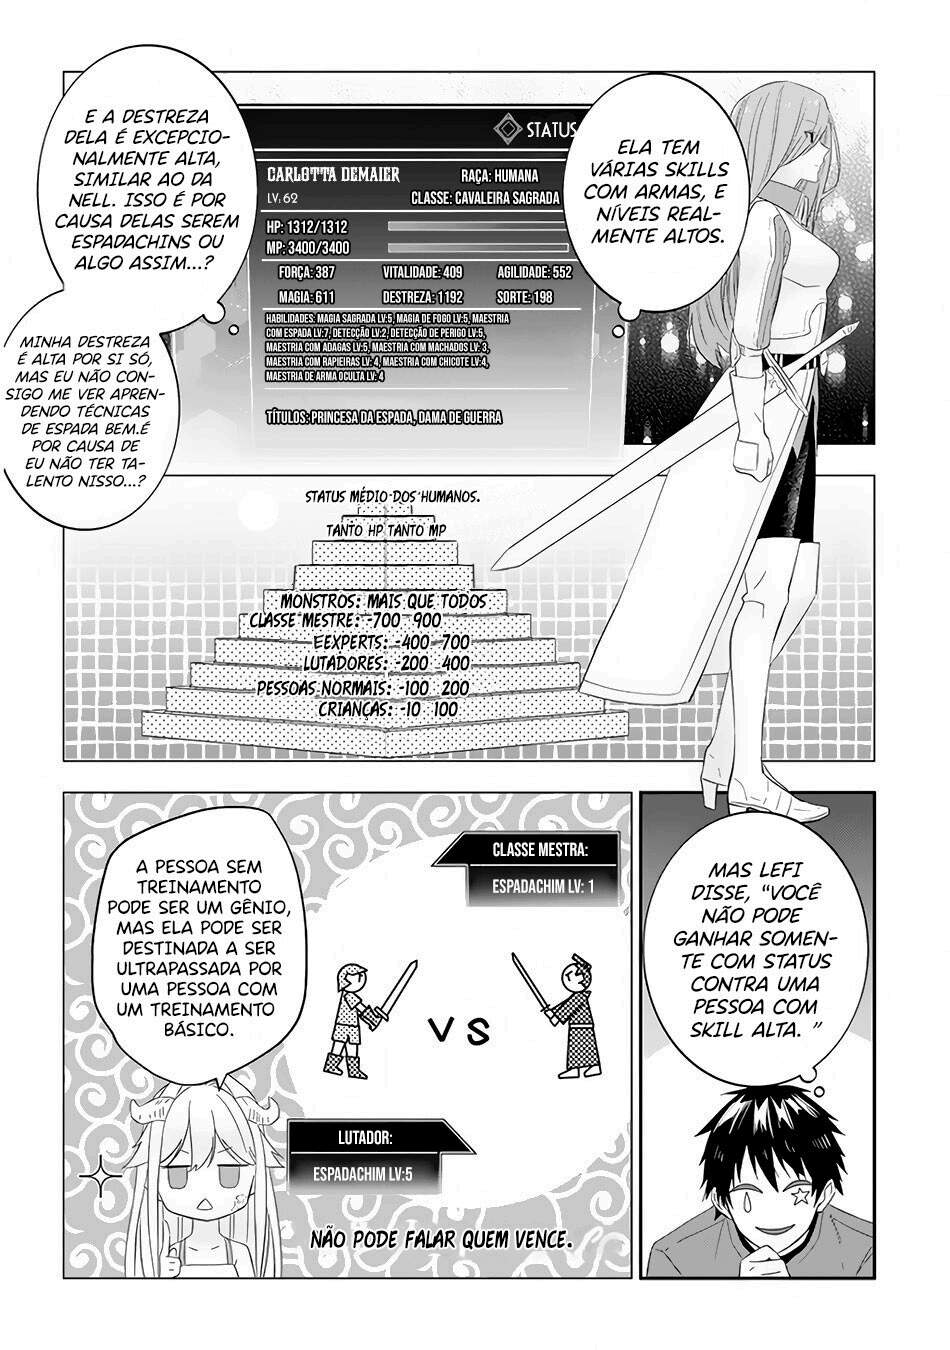 ELA TEM
VÁRIAS SKILLS
COM ARMAS, E
NÍVEIS REAL-
MENTE ALTOS.
STATUS
CARLOTTA DEMAIER
LV. 62
RAÇA: HUMANA
CLASSE: CAVALEIRA SAGRADA
HP: 1312/1312
MP: 3400/3400
FORÇA: 387 VITALIDADE: 409 AGILIDADE: 552
MAGIA: 611 DESTREZA: 1192 SORTE: 198
HABILIDADES: MAGIA SAGRADA LV:5, MAGIA DE FOGO LV:5, MAESTRIA
COM ESPADA LV:7, DETECÇÃO LV:2, DETECÇÃO DE PERIGO LV:5,
MAESTRIA COM ADAGAS LV:5, MAESTRIA COM MACHADOS LV: 3,
MAESTRIA COM RAPIEIRAS LV: 4, MAESTRIA COM CHICOTE LV: 4,
MAESTRIA DE ARMA OCULTA LV: 4
TÍTULOS: PRINCESA DA ESPADA, DAMA DE GUERRA
E A DESTREZA
DELA É EXCEPCIO-
NALMENTE ALTA,
SIMILAR AO DA
NELL. ISSO É POR
CAUSA DELAS SEREM
ESPADACHINS OU
ALGO ASSIM...?
MINHA DESTREZA
É ALTA POR SI SÓ,
MAS EU NÃO CON-
SIGO ME VER APREN-
DENDO TÉCNICAS
DE ESPADA BEM.É
POR CAUSA DE
EU NÃO TER TA-
LENTO NISSO...?
STATUS MÉDIO DOS HUMANOS.
TANTO HP TANTO MP
MONSTROS: MAIS QUE TODOS
CLASSE MESTRE: -700 900
EEXPERTS: -400 700
LUTADORES: -200 400
PESSOAS NORMAIS: -100 200
CRIANÇAS: -10 100
MAS LEFI
DISSE, “VOCÊ
NÃO PODE
GANHAR SOMEN-
TE COM STATUS
CONTRA UMA
PESSOA COM
SKILL ALTA. ”
CLASSE MESTRA:
ESPADACHIM LV: 1
VS
LUTADOR:
ESPADACHIM LV:5
A PESSOA SEM
TREINAMENTO
PODE SER UM GÊNIO,
MAS ELA PODE SER
DESTINADA A SER
ULTRAPASSADA POR
UMA PESSOA COM
UM TREINAMENTO
BÁSICO.
NÃO PODE FALAR QUEM VENCE.